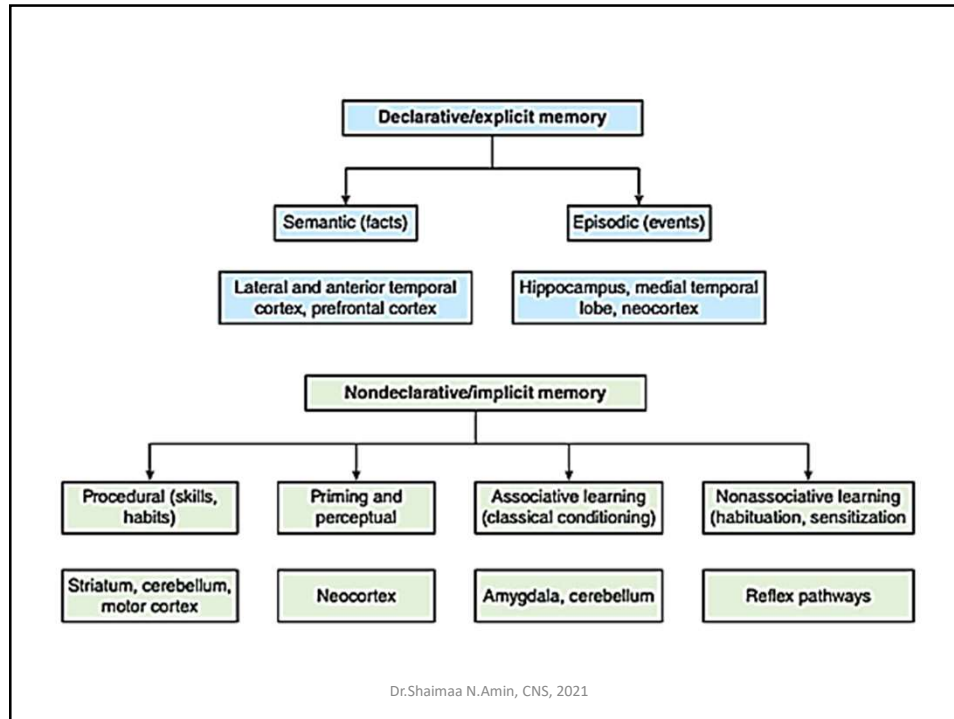 Declarative/explicit memory
Semantic (facts)
Episodic (events)
Lateral and anterior temporal
cortex, prefrontal cortex
Hippocampus, medial temporal
lobe, neocortex
Nondeclarative/implicit memory
Procedural (skills,
habits)
Priming and
perceptual
Associative learning
(classical conditioning)
Nonassociative learning
(habituation, sensitization
Striatum, cerebellum,
motor cortex
Neocortex
Amygdala, cerebellum
Reflex pathways
Dr.Shaimaa N.Amin, CNS, 2021